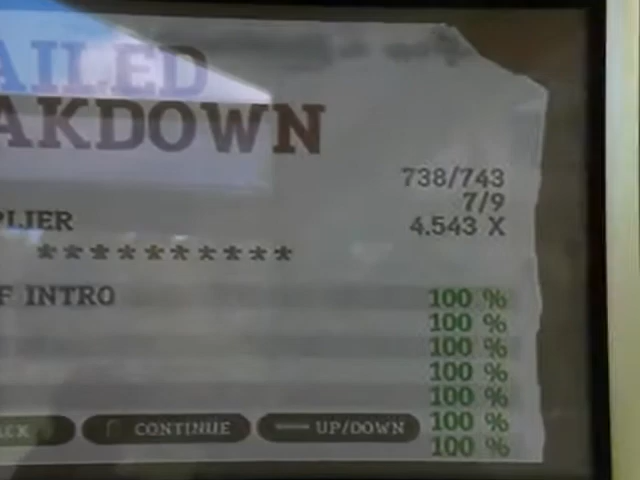 AILED
AKDOWN
738/743
7/9
PLIER 4.543 X
**********
F INTRO 100 %
100 %
100 %
100 %
100 %
ACK CONTINUE UP/DOWN 100 %
100 %